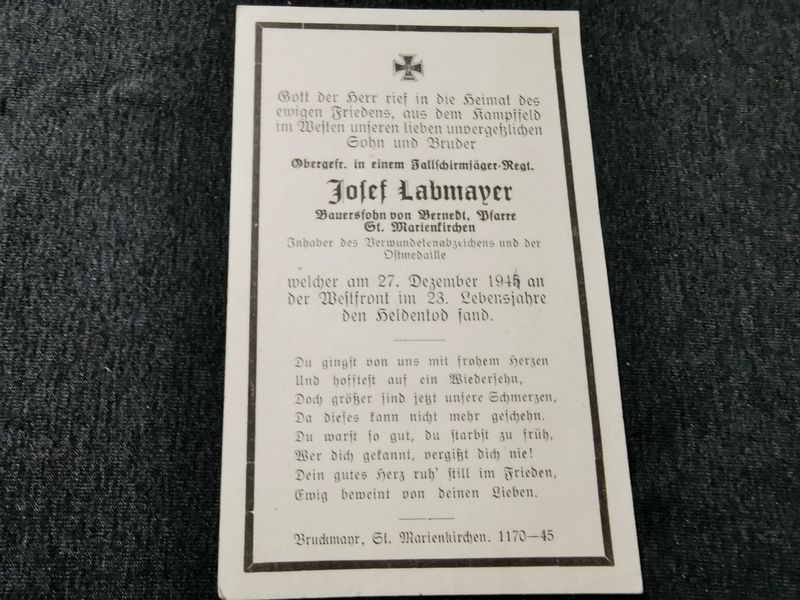 Gott der Herr rief in die Heimat des
ewigen Friedens, aus dem Kampffeld
im Westen unseren lieben unvergeßlichen
Sohn und Bruder
Obergefr. in einem Fallschirmjäger-Regt.
Josef Labmayer
Bauerssohn von Bernedt, Pfarre
St. Marienkirchen
Inhaber des Verwundetenabzeichens und der
Ostmedaille
welcher am 27. Dezember 1944 an
der Westfront im 23. Lebensjahre
den Heldentod fand.
Du gingst von uns mit frohem Herzen
Und hofftest auf ein Wiedersehn,
Doch größer sind jetzt unsere Schmerzen,
Da dieses kann nicht mehr geschehn.
Du warst so gut, du starbst zu früh,
Wer dich gekannt, vergißt dich nie!
Dein gutes Herz ruh' still im Frieden,
Ewig beweint von deinen Lieben.
Bruckmayr, St. Marienkirchen. 1170—45